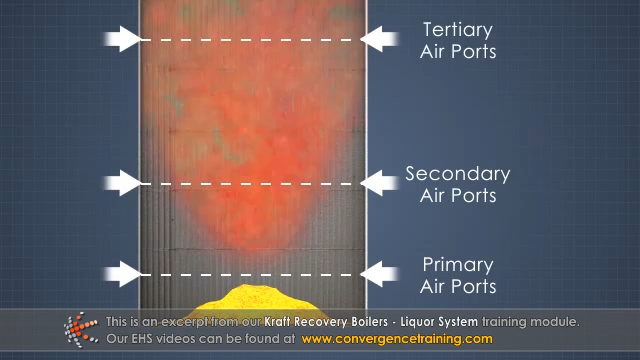 Tertiary
Air Ports
Secondary
Air Ports
Primary
Air Ports
This is an excerpt from our Kraft Recovery Boilers - Liquor System training module.
Our EHS videos can be found at www.convergencetraining.com